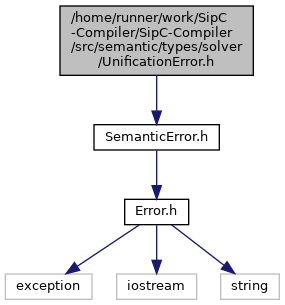 /home/runner/work/SipC
-Compiler/SipC-Compiler
/src/semantic/types/solver
/UnificationError.h
SemanticError.h
Error.h
exception
iostream
string